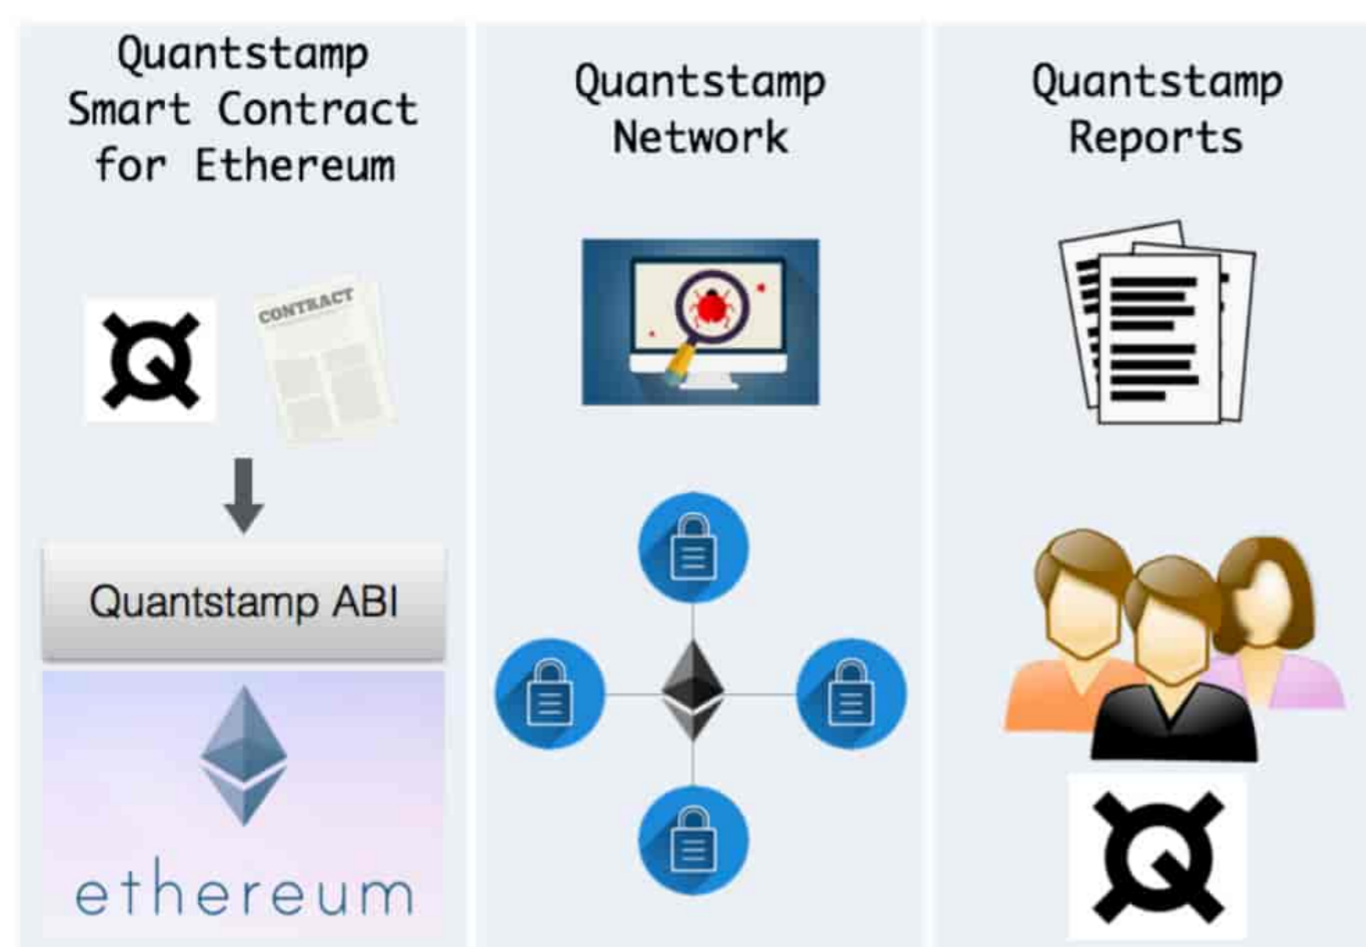 Quantstamp
Smart Contract
for Ethereum
CONTRACT
Quantstamp ABI
ethereum
Quantstamp
Network
Quantstamp
Reports